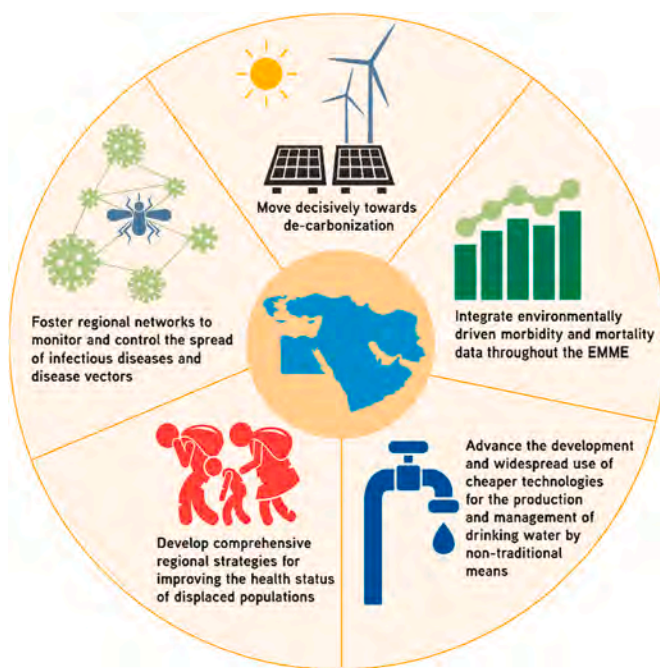 Move decisively towards
de-carbonization
Integrate environmentally
driven morbidity and mortality
data throughout the EMME
Advance the development
and widespread use of
cheaper technologies
for the production
and management of
drinking water by
non-traditional
means
Develop comprehensive
regional strategies for
improving the health status
of displaced populations
Foster regional networks to
monitor and control the spread
of infectious diseases and
disease vectors